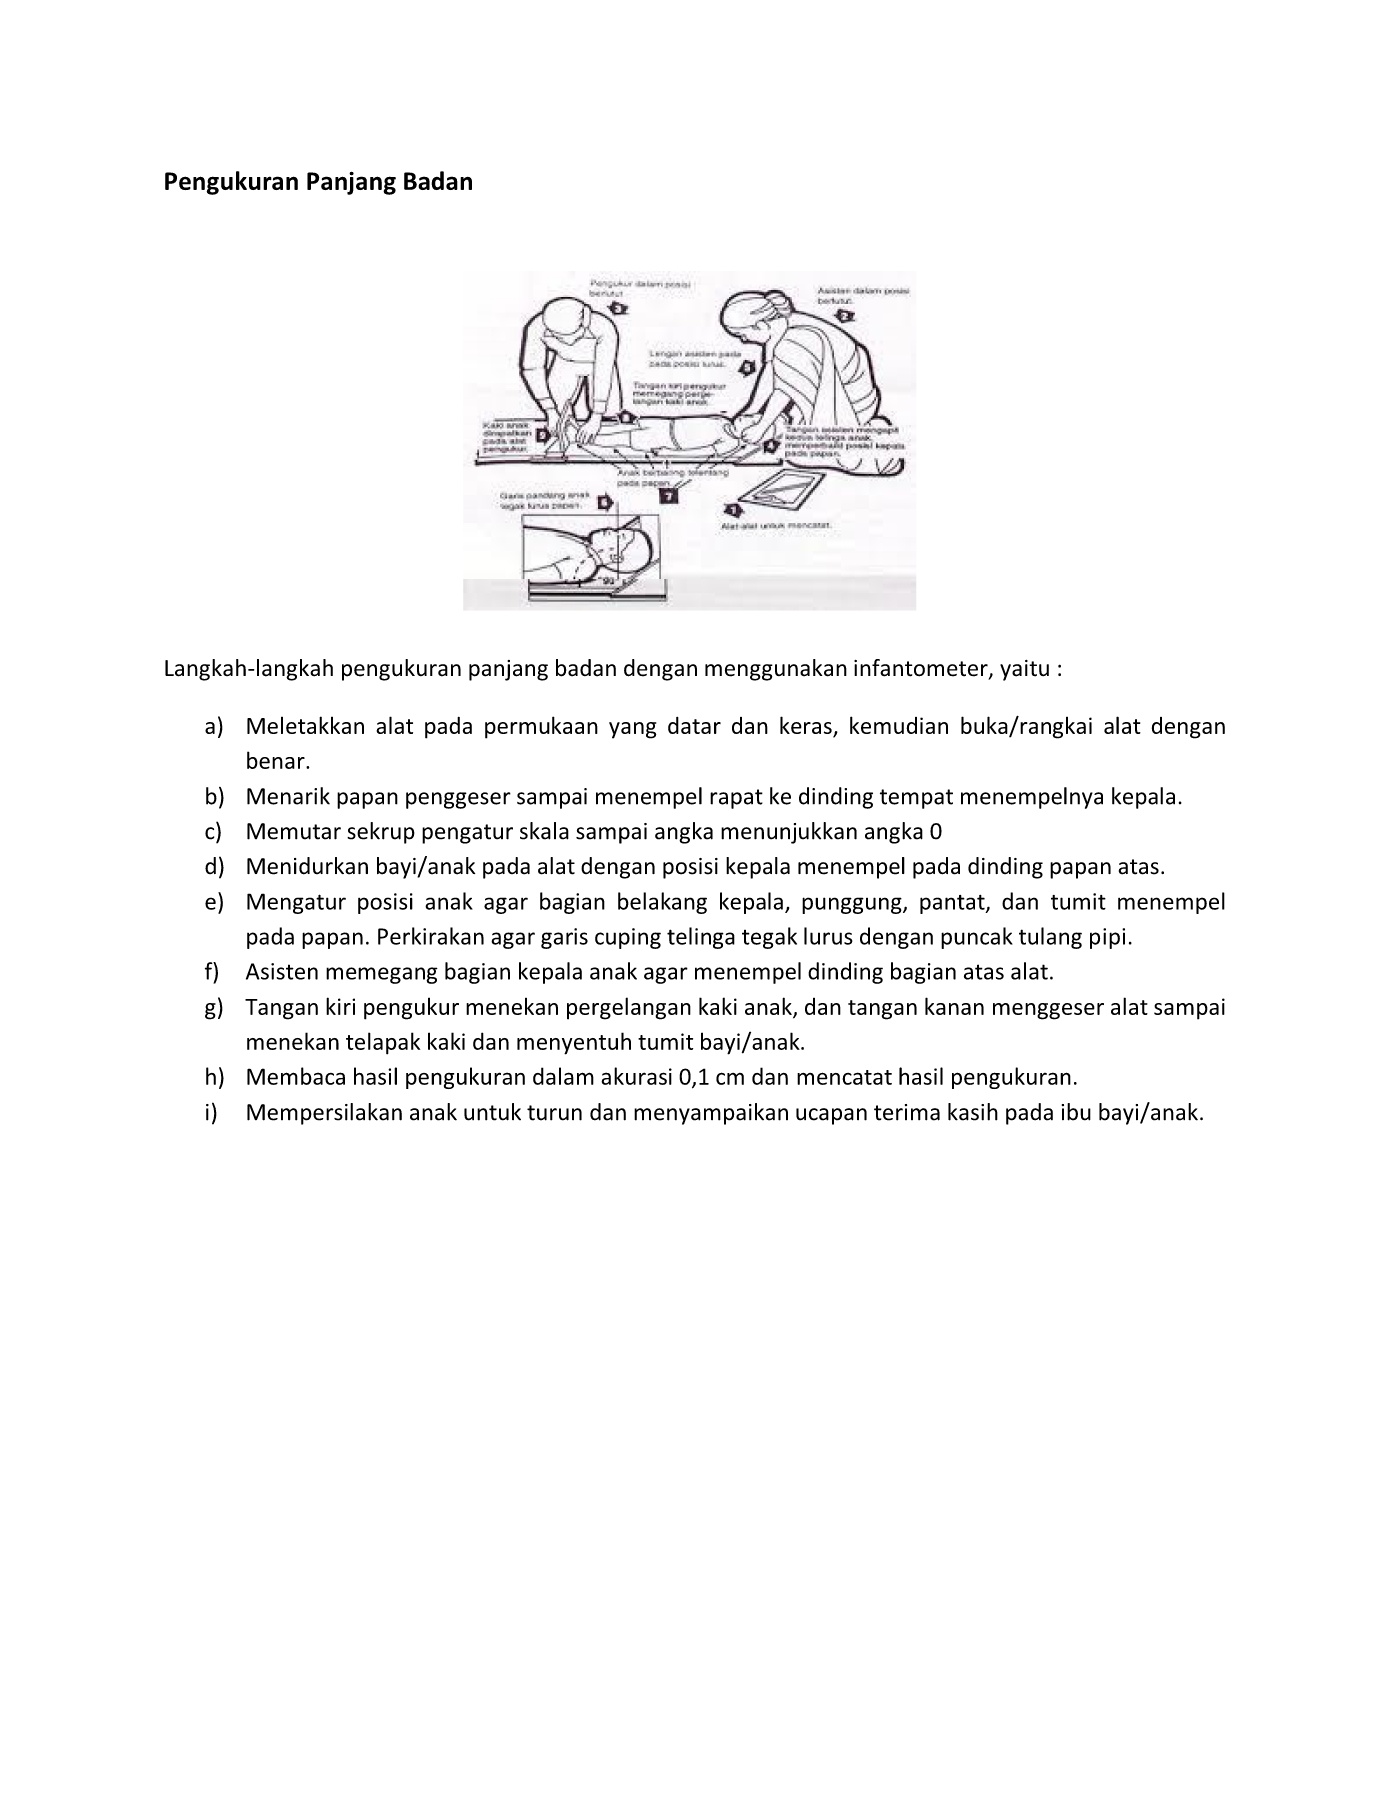 Pengukuran Panjang Badan
Pengukur dalam posisi
berlutut.
3
Asisten dalam posisi
berlutut.
2
Lengan asisten pada
pada posisi lurus.
Tangan kiri pengukur
memegang perge-
langan kaki anak.
8
Kaki anak
ditempatkan
pada alat
pengukur.
Tangan asisten mengapit
kedua telinga anak,
memperbaiki posisi kepala
pada papan.
4
Anak berbaring telentang
pada papan.
7
Garis pandang anak
tegak lurus papan.
1
Alat-alat untuk mencatat.
90
Langkah-langkah pengukuran panjang badan dengan menggunakan infantometer, yaitu :
a) Meletakkan alat pada permukaan yang datar dan keras, kemudian buka/rangkai alat dengan
benar.
b) Menarik papan penggeser sampai menempel rapat ke dinding tempat menempelnya kepala.
c) Memutar sekrup pengatur skala sampai angka menunjukkan angka 0
d) Menidurkan bayi/anak pada alat dengan posisi kepala menempel pada dinding papan atas.
e) Mengatur posisi anak agar bagian belakang kepala, punggung, pantat, dan tumit menempel
pada papan. Perkirakan agar garis cuping telinga tegak lurus dengan puncak tulang pipi.
f) Asisten memegang bagian kepala anak agar menempel dinding bagian atas alat.
g) Tangan kiri pengukur menekan pergelangan kaki anak, dan tangan kanan menggeser alat sampai
menekan telapak kaki dan menyentuh tumit bayi/anak.
h) Membaca hasil pengukuran dalam akurasi 0,1 cm dan mencatat hasil pengukuran.
i) Mempersilakan anak untuk turun dan menyampaikan ucapan terima kasih pada ibu bayi/anak.